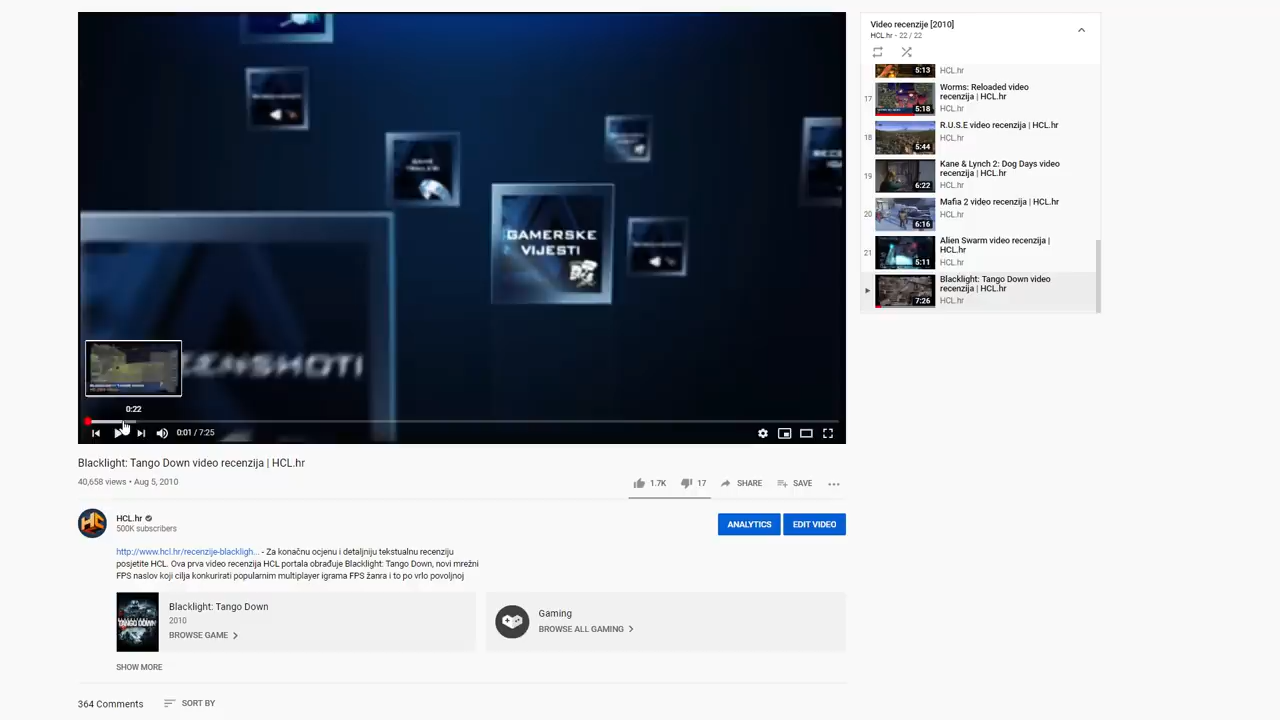 GAMERSKE
VIJESTI
EENSHOTI
0:22
0:01 / 7:25
Blacklight: Tango Down video recenzija | HCL.hr
40,658 views • Aug 5, 2010
1.7K
17
SHARE
SAVE
HCL.hr
500K subscribers
ANALYTICS
EDIT VIDEO
http://www.hcl.hr/recenzije-blackligh... - Za konačnu ocjenu i detaljniju tekstualnu recenziju
posjetite HCL. Ova prva video recenzija HCL portala obrađuje Blacklight: Tango Down, novi mrežni
FPS naslov koji cilja konkurirati popularnim multiplayer igrama FPS žanra i to po vrlo povoljnoj
Blacklight: Tango Down
2010
BROWSE GAME
Gaming
BROWSE ALL GAMING
SHOW MORE
364 Comments
SORT BY
Video recenzije [2010]
HCL.hr - 22 / 22
5:13
HCL.hr
17
Worms: Reloaded video
recenzija | HCL.hr
5:18
HCL.hr
18
R.U.S.E video recenzija | HCL.hr
5:44
HCL.hr
19
Kane & Lynch 2: Dog Days video
recenzija | HCL.hr
6:22
HCL.hr
20
Mafia 2 video recenzija | HCL.hr
6:16
HCL.hr
21
Alien Swarm video recenzija |
HCL.hr
5:11
HCL.hr
Blacklight: Tango Down video
recenzija | HCL.hr
7:26
HCL.hr